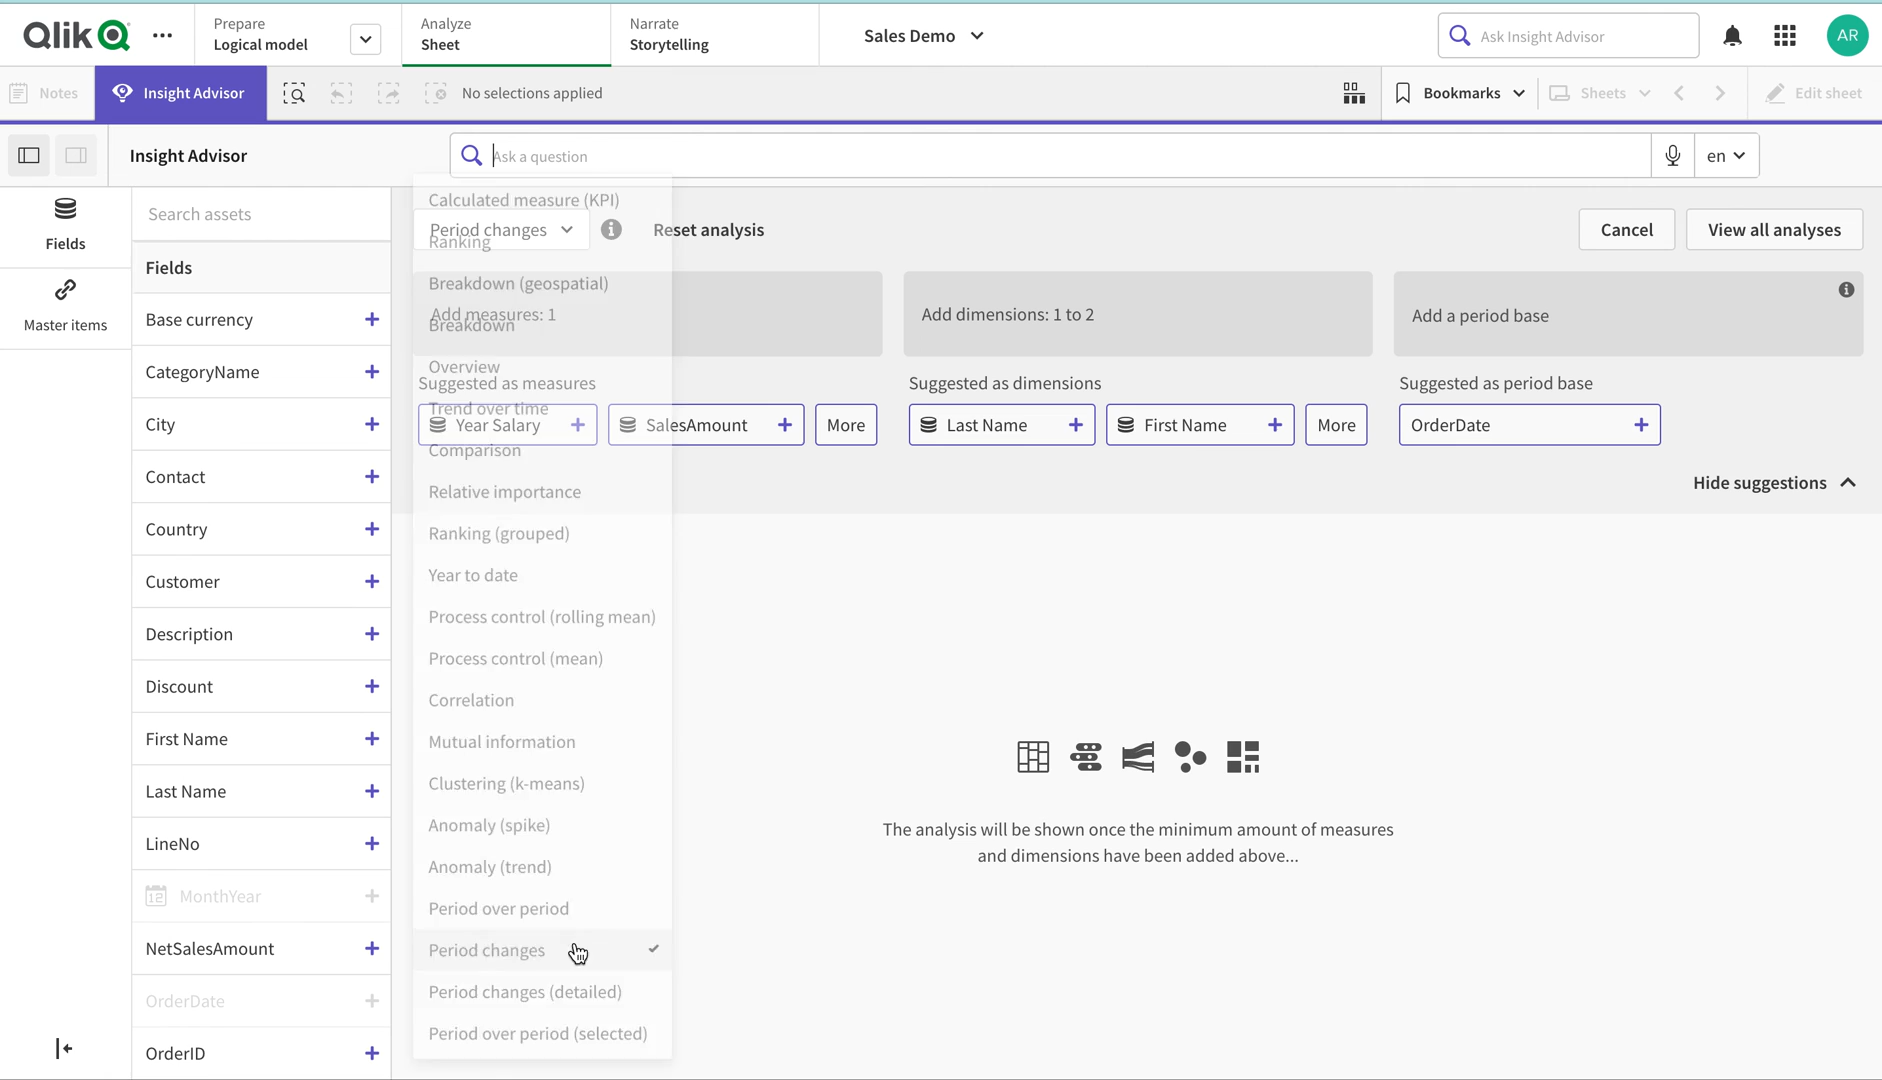 Qlik
Prepare
Logical model
Analyze
Sheet
Narrate
Storytelling
Sales Demo
Ask Insight Advisor
AR
Notes
Insight Advisor
No selections applied
Bookmarks
Sheets
Edit sheet
Insight Advisor
Ask a question
en
Fields
Master items
Search assets
Fields
Base currency
CategoryName
City
Contact
Country
Customer
Description
Discount
First Name
Last Name
LineNo
12 MonthYear
NetSalesAmount
OrderDate
OrderID
Calculated measure (KPI)
Period changes
Reset analysis
Cancel
View all analyses
Ranking
Breakdown (geospatial)
Add measures: 1
Add dimensions: 1 to 2
Add a period base
Breakdown
Overview
Suggested as measures
Suggested as dimensions
Suggested as period base
Trend over time
Year Salary
SalesAmount
More
Last Name
First Name
More
OrderDate
Comparison
Hide suggestions
Relative importance
Ranking (grouped)
Year to date
Process control (rolling mean)
Process control (mean)
Correlation
Mutual information
Clustering (k-means)
Anomaly (spike)
Anomaly (trend)
Period over period
Period changes
Period changes (detailed)
Period over period (selected)
The analysis will be shown once the minimum amount of measures
and dimensions have been added above...